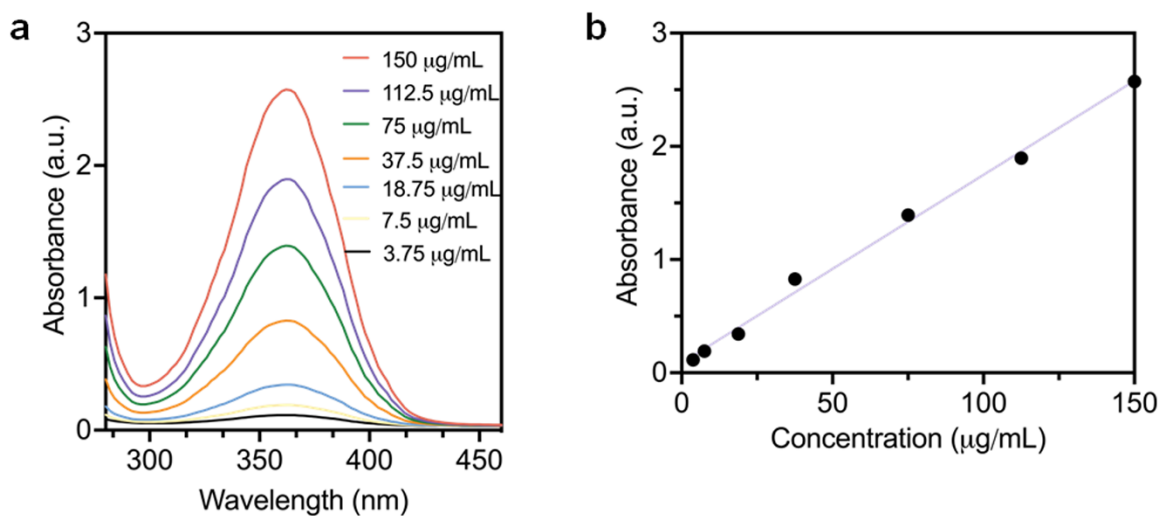 a
3
2
1
0
Absorbance (a.u.)
300
350
400
450
Wavelength (nm)
150 μg/mL
112.5 μg/mL
75 μg/mL
37.5 μg/mL
18.75 μg/mL
7.5 μg/mL
3.75 μg/mL
b
3
2
1
0
Absorbance (a.u.)
0
50
100
150
Concentration (μg/mL)